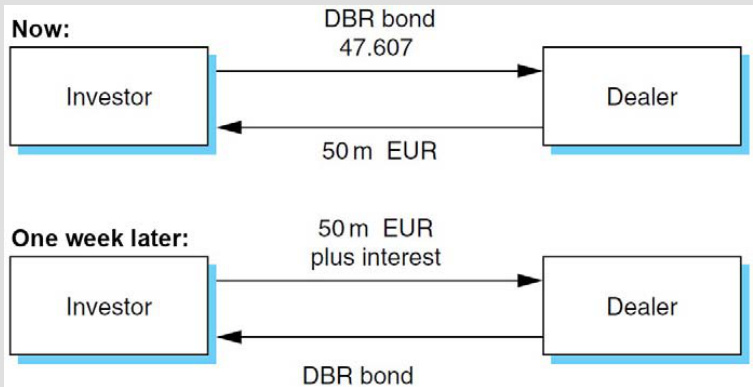 Now:
DBR bond
47.607
Investor
Dealer
50 m EUR
One week later:
50 m EUR
plus interest
Investor
Dealer
DBR bond